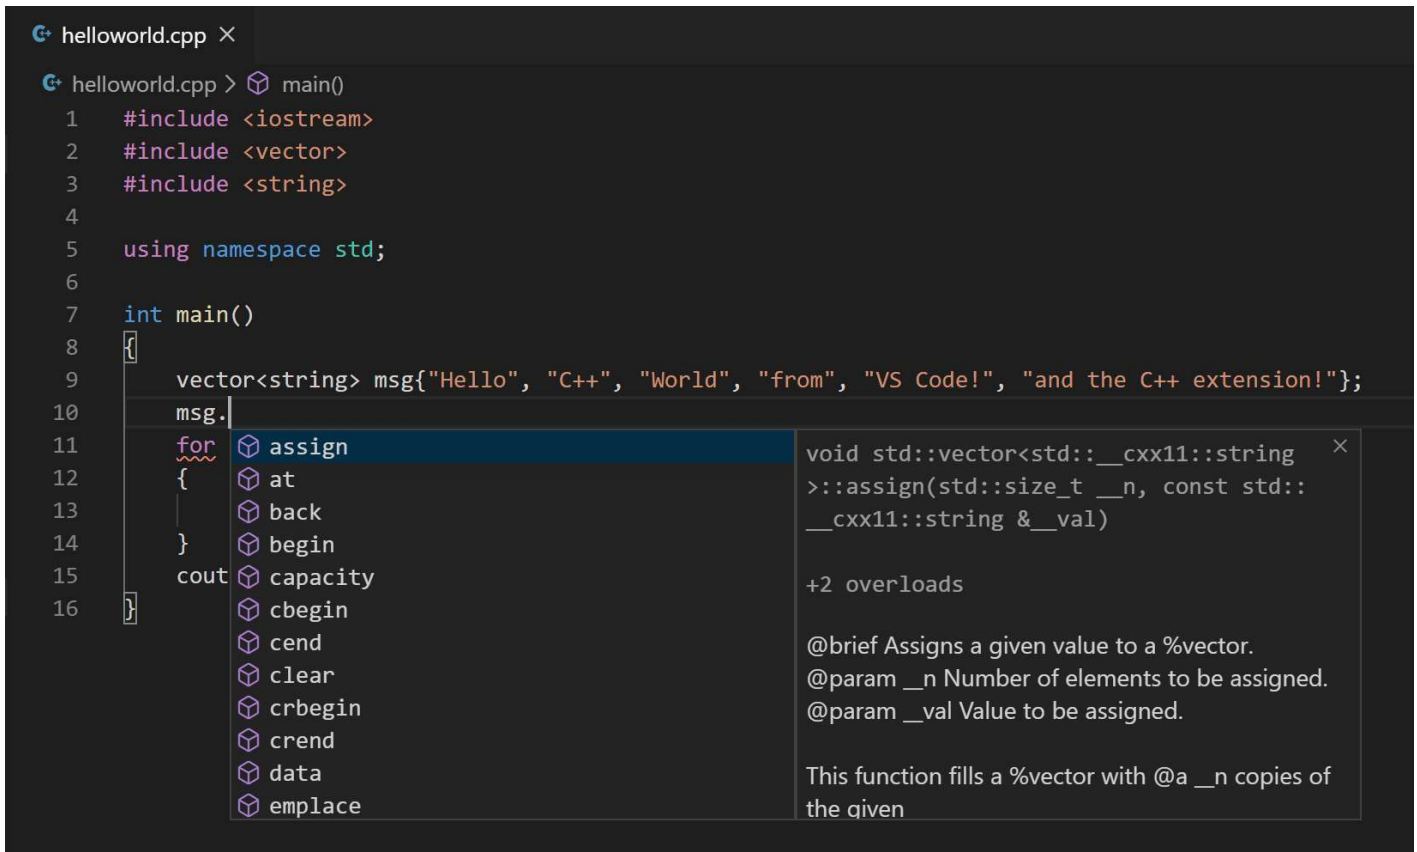 helloworld.cpp
helloworld.cpp > main()
1 #include <iostream>
2 #include <vector>
3 #include <string>
4
5 using namespace std;
6
7 int main()
8 {
9 vector<string> msg{"Hello", "C++", "World", "from", "VS Code!", "and the C++ extension!"};
10 msg.
11 for
12 {
13
14 }
15 cout
16 }
assign
at
back
begin
capacity
cbegin
cend
clear
crbegin
crend
data
emplace
void std::vector<std::__cxx11::string
>::assign(std::size_t __n, const std::
__cxx11::string &__val)
+2 overloads
@brief Assigns a given value to a %vector.
@param __n Number of elements to be assigned.
@param __val Value to be assigned.
This function fills a %vector with @a __n copies of
the given